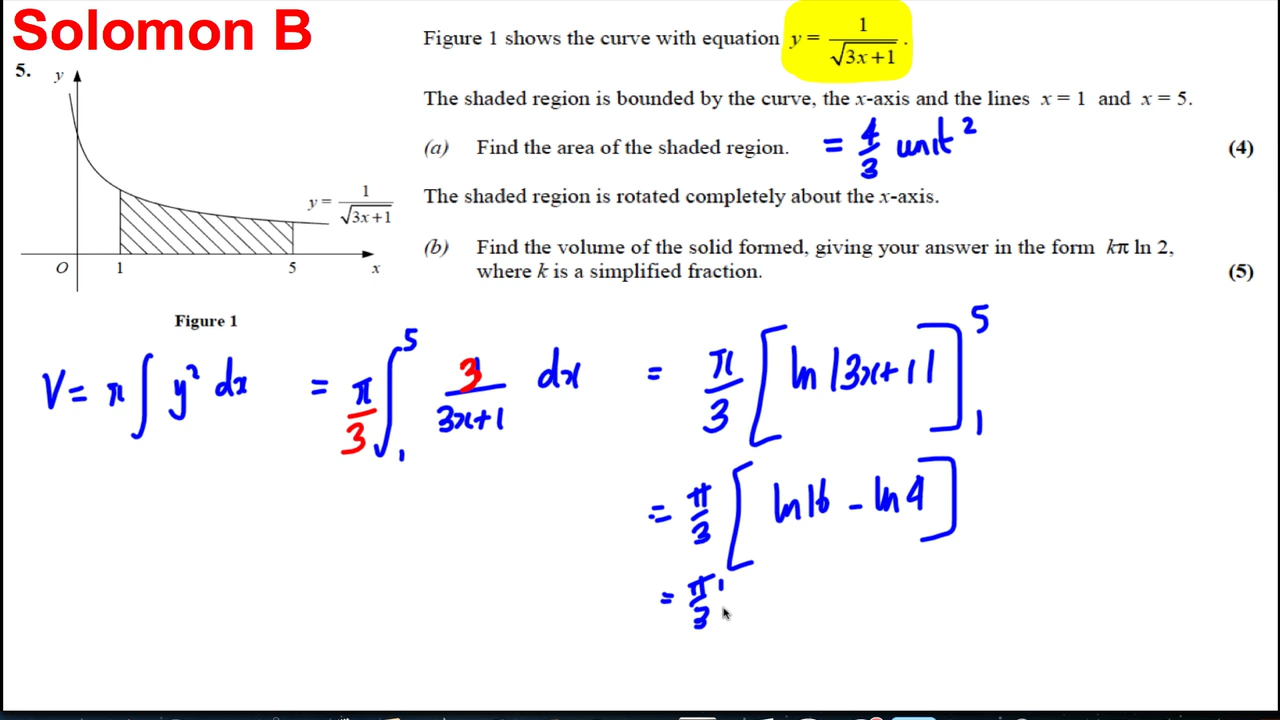 Solomon B
Figure 1 shows the curve with equation y = 1/√(3x+1) .
5.
y
The shaded region is bounded by the curve, the x-axis and the lines x = 1 and x = 5.
(a) Find the area of the shaded region. = 4/3 unit² (4)
The shaded region is rotated completely about the x-axis.
y = 1/√(3x+1)
(b) Find the volume of the solid formed, giving your answer in the form kπ ln 2,
where k is a simplified fraction. (5)
O 1 5 x
Figure 1
V = π ∫ y² dx = π/3 ∫₁⁵ 3/(3x+1) dx = π/3 [ln|3x+1|]₁⁵
= π/3 [ln16 - ln4]
= π/3